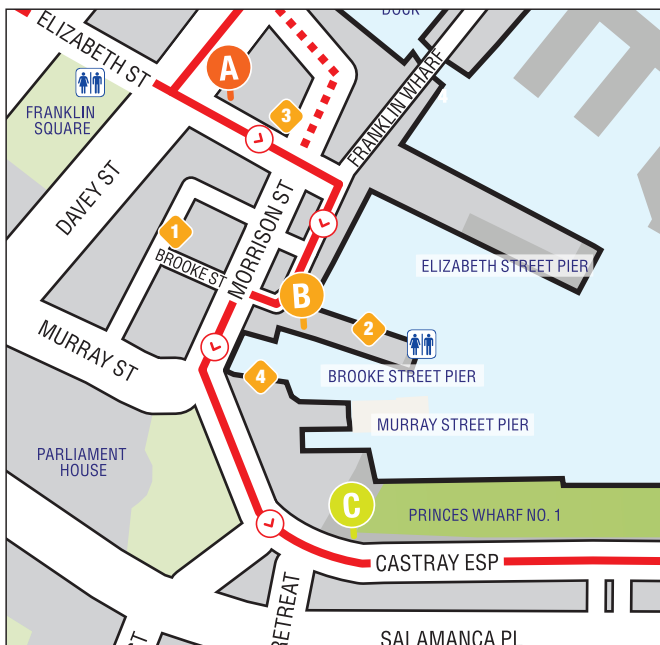 DOCK
ELIZABETH ST
A
FRANKLIN
SQUARE
3
FRANKLIN WHARF
DAVEY ST
MORRISON ST
1
BROOKE ST
ELIZABETH STREET PIER
B
2
MURRAY ST
4
BROOKE STREET PIER
MURRAY STREET PIER
PARLIAMENT
HOUSE
C
PRINCES WHARF NO. 1
CASTRAY ESP
RETREAT
ST
SALAMANCA PL